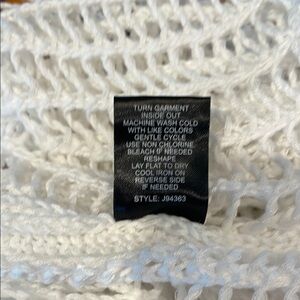 TURN GARMENT
INSIDE OUT
MACHINE WASH COLD
WITH LIKE COLORS
GENTLE CYCLE
USE NON CHLORINE
BLEACH IF NEEDED
RESHAPE
LAY FLAT TO DRY
COOL IRON ON
REVERSE SIDE
IF NEEDED
STYLE: J94363